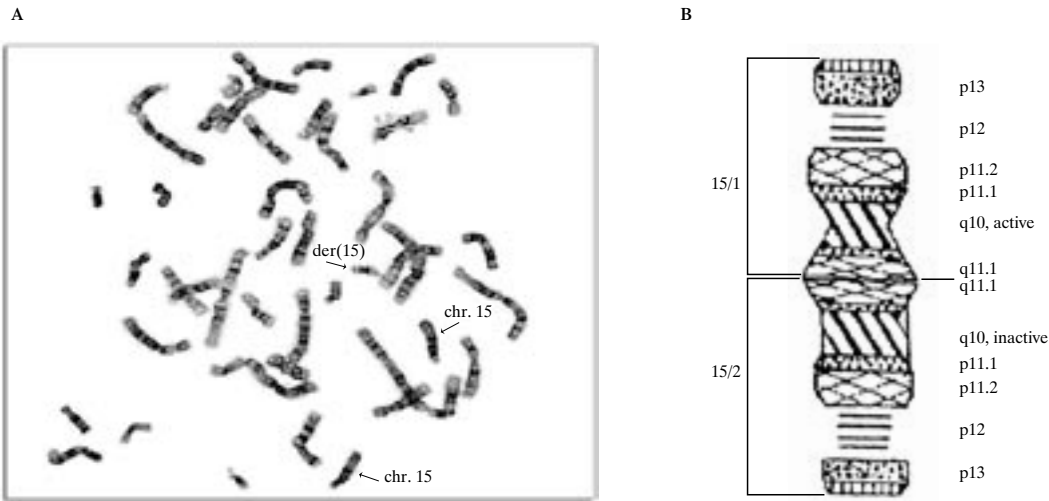 A
der(15)
chr. 15
chr. 15
B
15/1
15/2
p13
p12
p11.2
p11.1
q10, active
q11.1
q11.1
q10, inactive
p11.1
p11.2
p12
p13